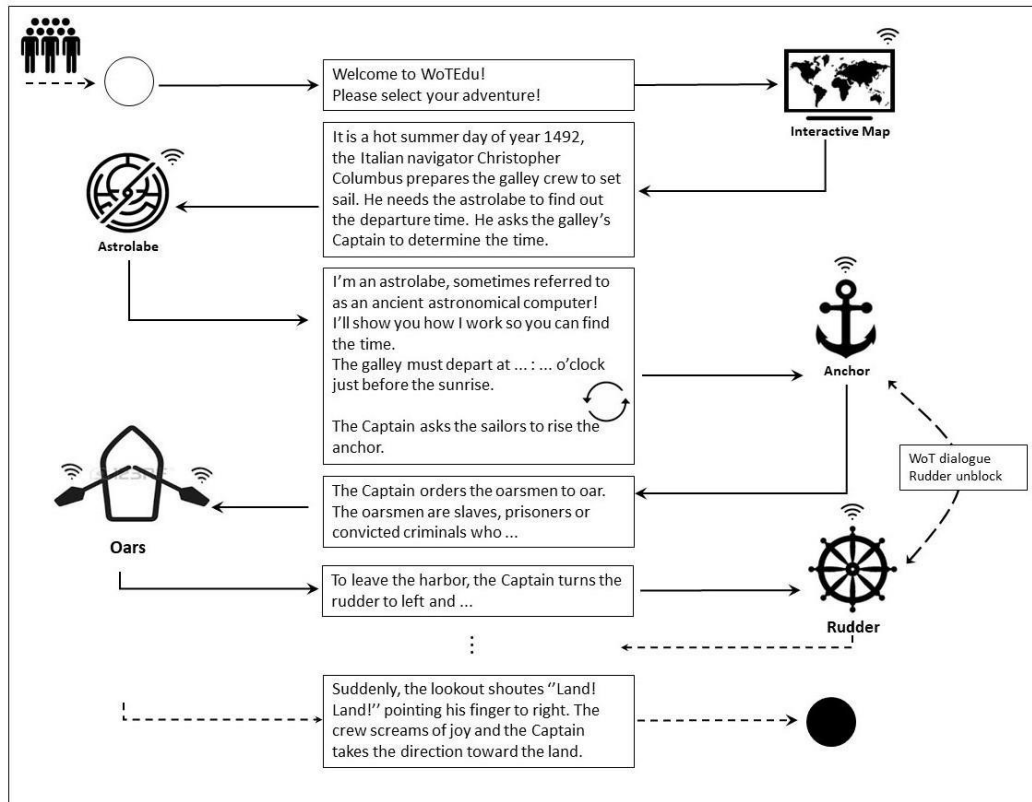 Welcome to WoTEdu!
Please select your adventure!
Interactive Map
It is a hot summer day of year 1492,
the Italian navigator Christopher
Columbus prepares the galley crew to set
sail. He needs the astrolabe to find out
the departure time. He asks the galley's
Captain to determine the time.
Astrolabe
I'm an astrolabe, sometimes referred to
as an ancient astronomical computer!
I'll show you how I work so you can find
the time.
The galley must depart at ... : ... o'clock
just before the sunrise.
The Captain asks the sailors to rise the
anchor.
Anchor
WoT dialogue
Rudder unblock
The Captain orders the oarsmen to oar.
The oarsmen are slaves, prisoners or
convicted criminals who ...
Oars
To leave the harbor, the Captain turns the
rudder to left and ...
Rudder
⋮
Suddenly, the lookout shoutes ‘‘Land!
Land!’’ pointing his finger to right. The
crew screams of joy and the Captain
takes the direction toward the land.